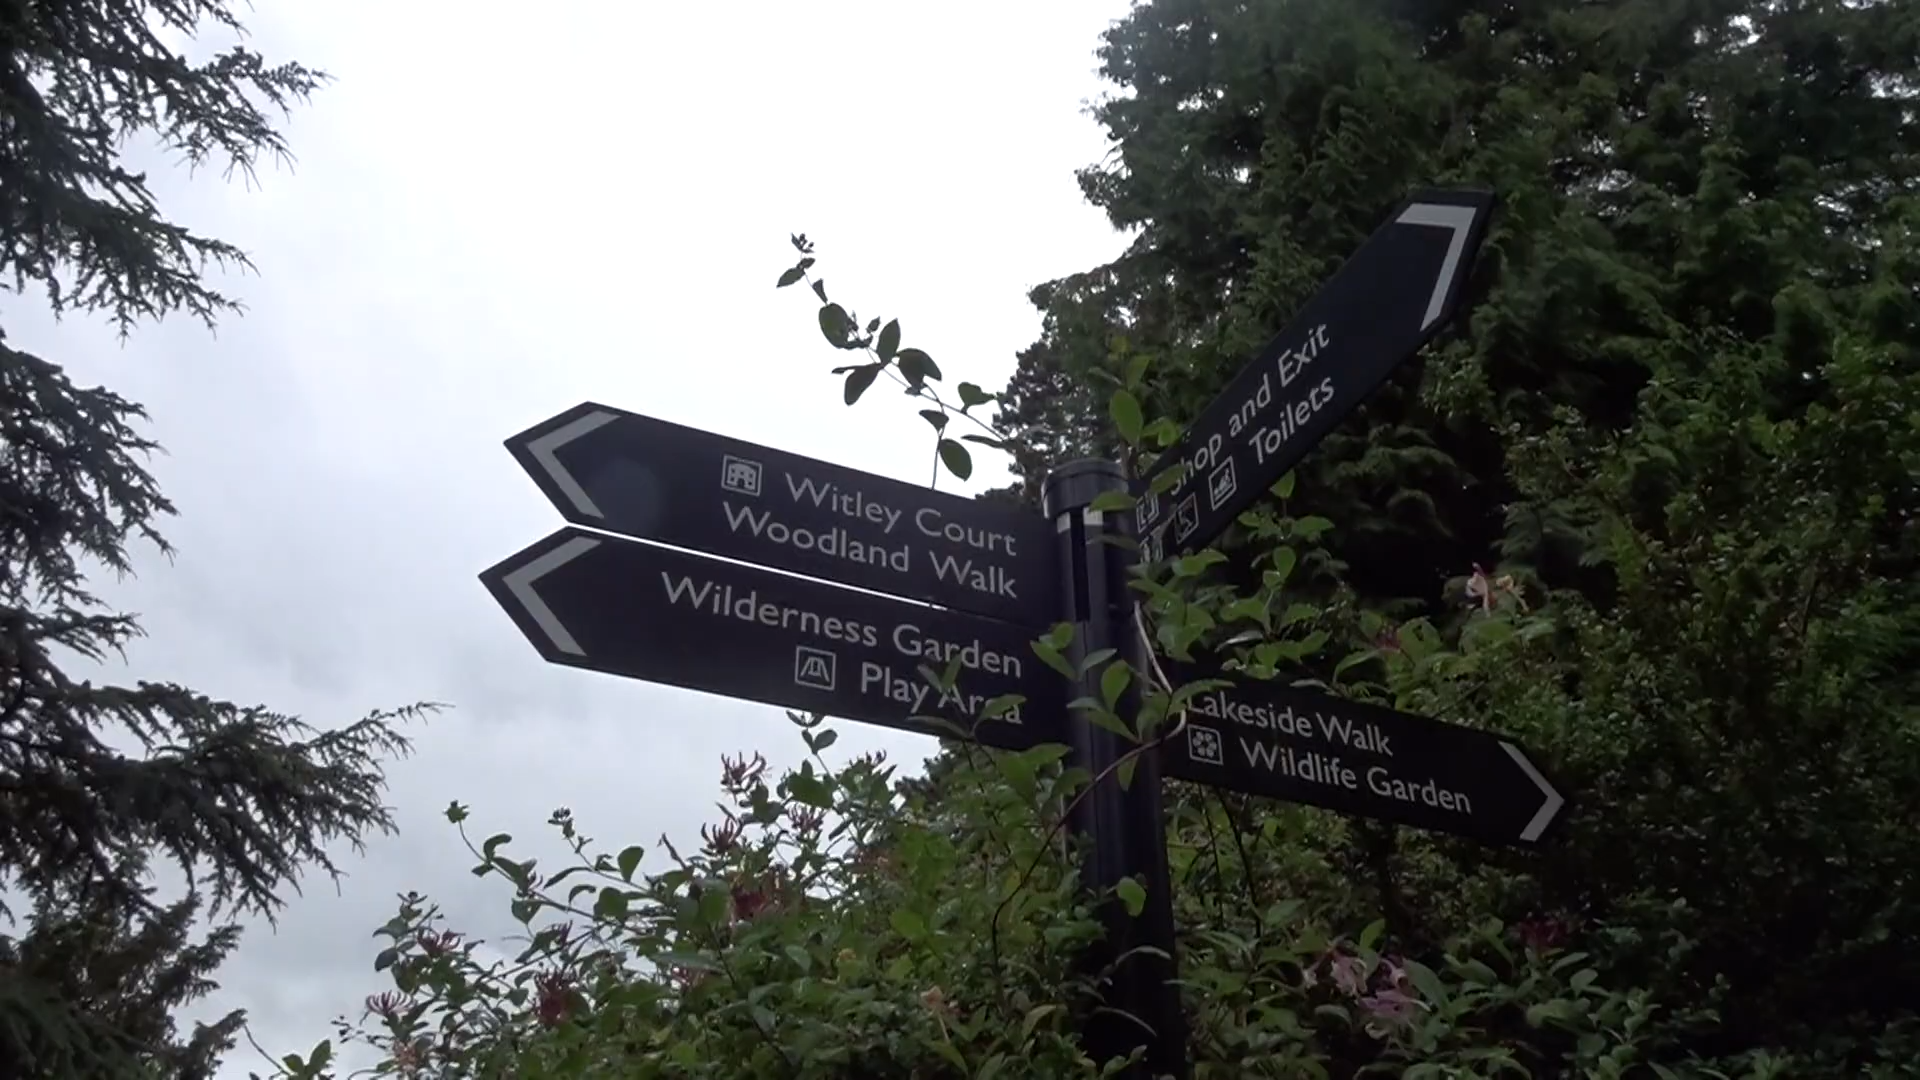 Witley Court
Woodland Walk
Wilderness Garden
Play Area
Shop and Exit
Toilets
Lakeside Walk
Wildlife Garden